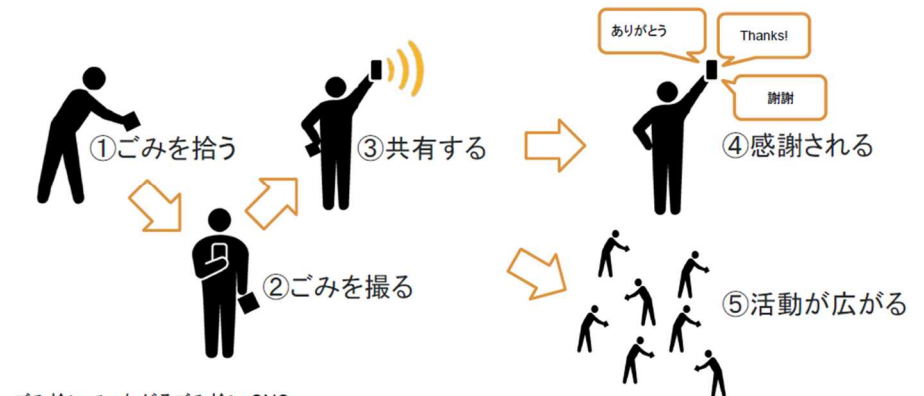 ありがとう
Thanks!
謝謝
①ごみを拾う
③共有する
④感謝される
②ごみを撮る
⑤活動が広がる